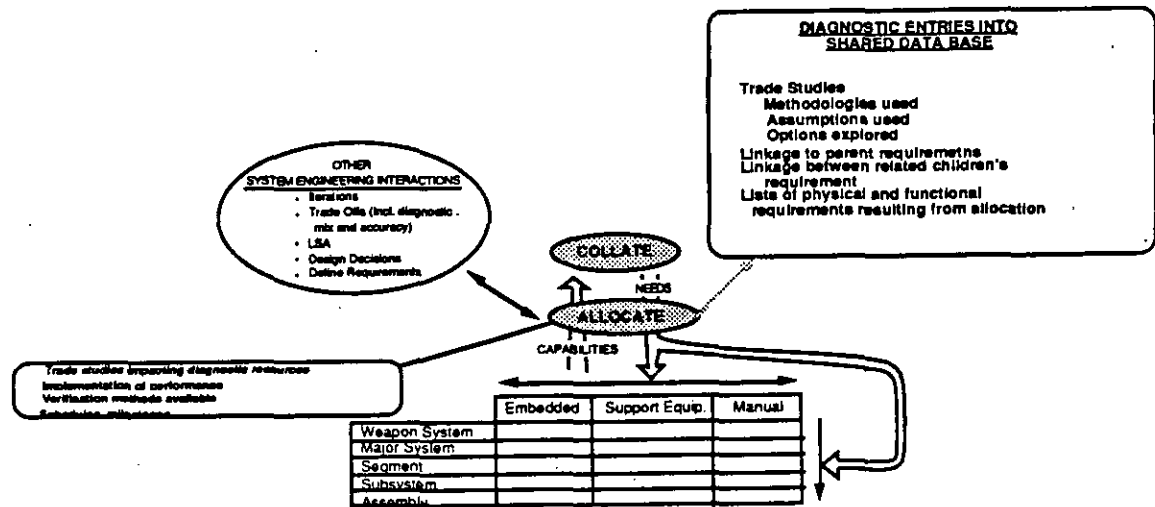 DIAGNOSTIC ENTRIES INTO
SHARED DATA BASE
Trade Studies
Methodologies used
Assumptions used
Options explored
Linkage to parent requiremetns
Linkage between related children's
requirement
Lists of physical and functional
requirements resulting from allocation
OTHER
SYSTEM ENGINEERING INTERACTIONS
• Iterations
• Trade Offs (incl. diagnostic
mix and accuracy)
• LSA
• Design Decisions
• Define Requirements
COLLATE
NEEDS
ALLOCATE
CAPABILITIES
Trade studies impacting diagnostic resources
Implementation of performance
Verification methods available
Embedded Support Equip. Manual
Weapon System
Major System
Segment
Subsystem
Assembly